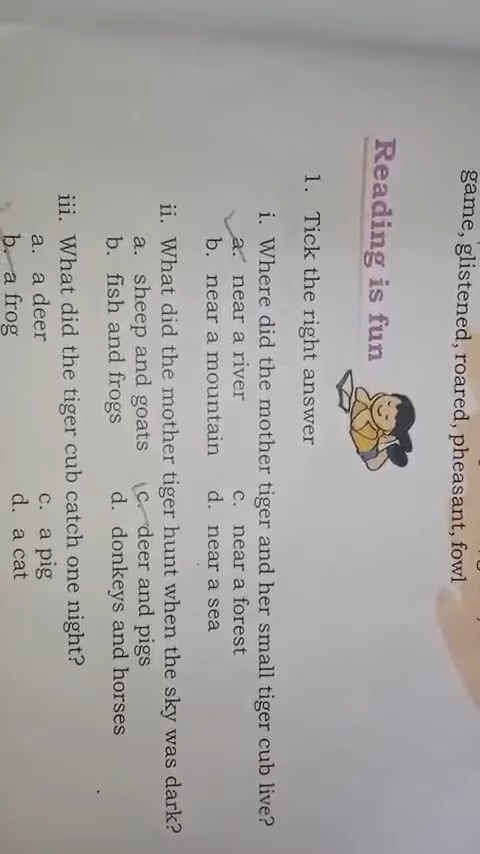 game, glistened, roared, pheasant, fowl
Reading is fun
1. Tick the right answer
i. Where did the mother tiger and her small tiger cub live?
a. near a river c. near a forest
b. near a mountain d. near a sea
ii. What did the mother tiger hunt when the sky was dark?
a. sheep and goats c. deer and pigs
b. fish and frogs d. donkeys and horses
iii. What did the tiger cub catch one night?
a. a deer c. a pig
b. a frog d. a cat